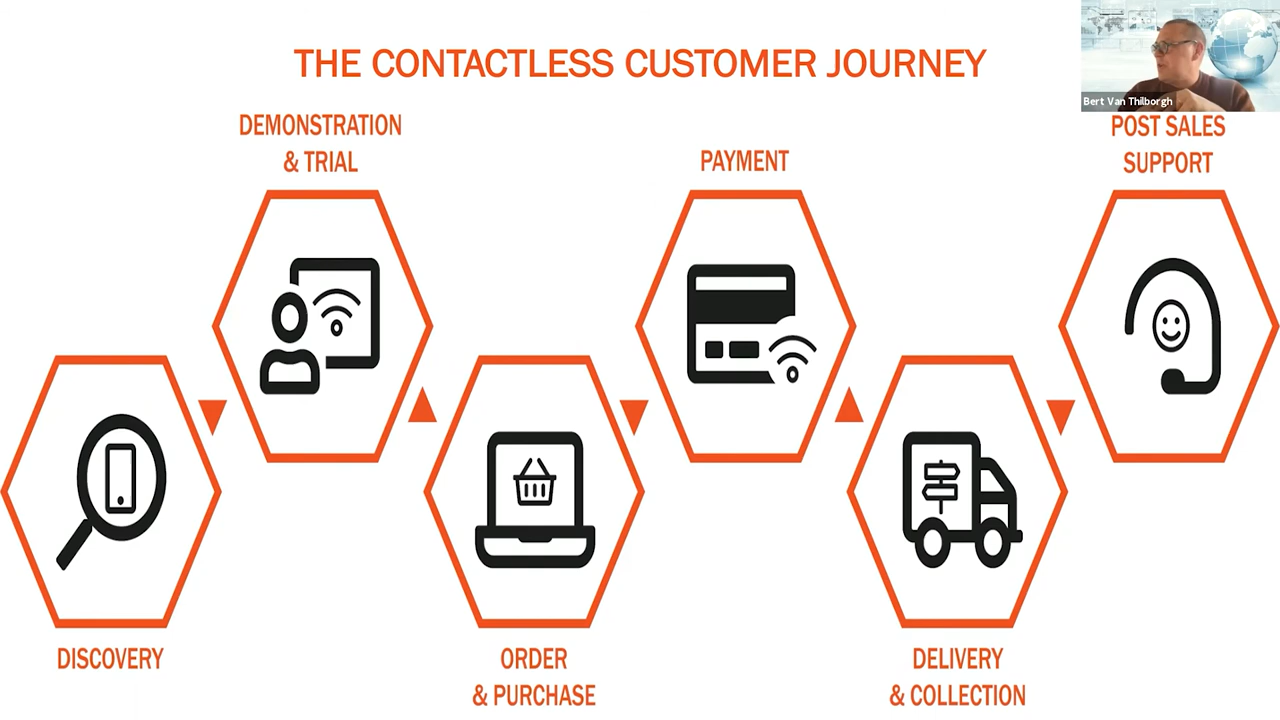 THE CONTACTLESS CUSTOMER JOURNEY
Bert Van Thilborgh
DEMONSTRATION
& TRIAL
PAYMENT
POST SALES
SUPPORT
DISCOVERY
ORDER
& PURCHASE
DELIVERY
& COLLECTION